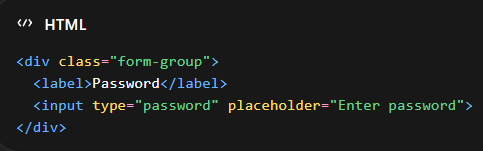 </> HTML
<div class="form-group">
  <label>Password</label>
  <input type="password" placeholder="Enter password">
</div>